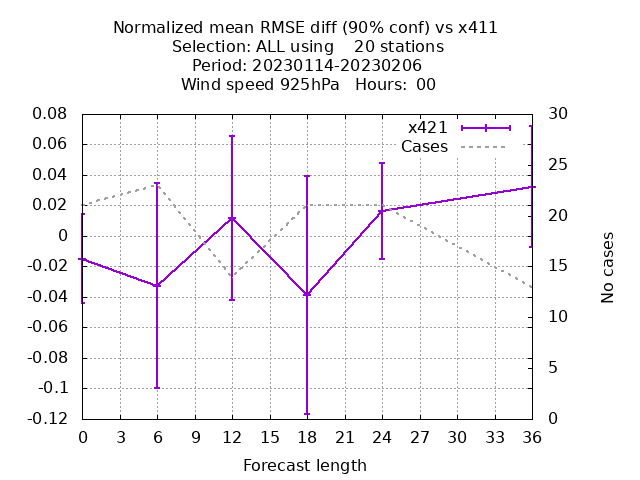 Normalized mean RMSE diff (90% conf) vs x411
Selection: ALL using    20 stations
Period: 20230114-20230206
Wind speed 925hPa   Hours:  00
x421
Cases
0.08
0.06
0.04
0.02
0
-0.02
-0.04
-0.06
-0.08
-0.1
-0.12
30
25
20
15
10
5
0
No cases
0 3 6 9 12 15 18 21 24 27 30 33 36
Forecast length